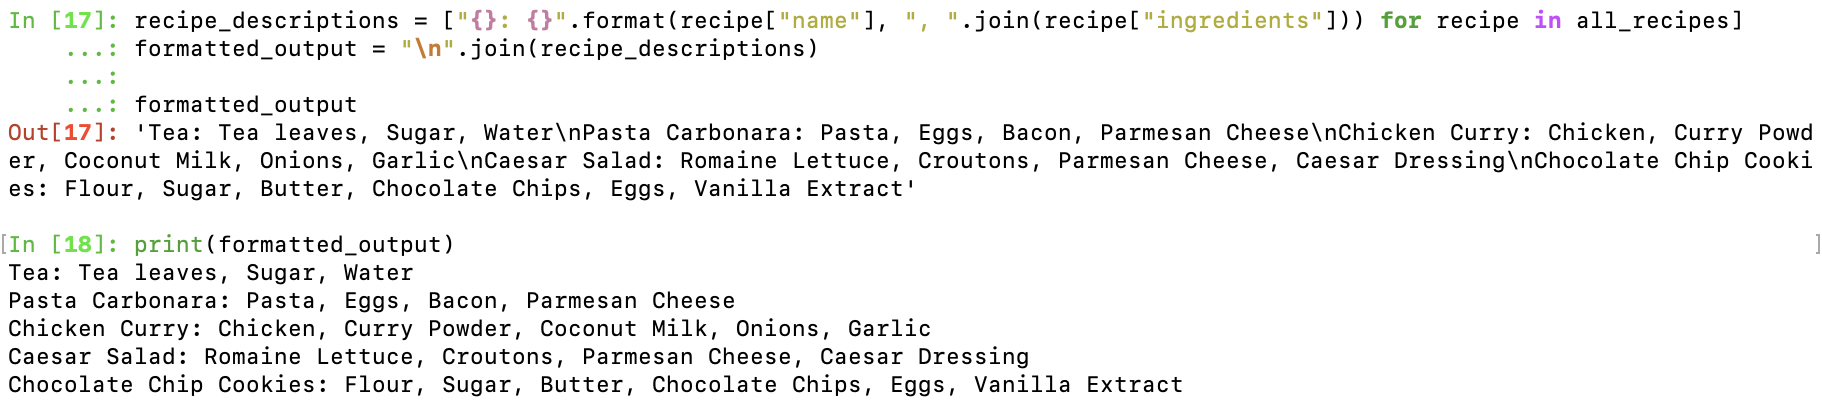 In [17]: recipe_descriptions = ["{}: {}".format(recipe["name"], ", ".join(recipe["ingredients"])) for recipe in all_recipes]
    ...: formatted_output = "\n".join(recipe_descriptions)
    ...:
    ...: formatted_output
Out[17]: 'Tea: Tea leaves, Sugar, Water\nPasta Carbonara: Pasta, Eggs, Bacon, Parmesan Cheese\nChicken Curry: Chicken, Curry Powd
er, Coconut Milk, Onions, Garlic\nCaesar Salad: Romaine Lettuce, Croutons, Parmesan Cheese, Caesar Dressing\nChocolate Chip Cooki
es: Flour, Sugar, Butter, Chocolate Chips, Eggs, Vanilla Extract'

[In [18]: print(formatted_output) ]
Tea: Tea leaves, Sugar, Water
Pasta Carbonara: Pasta, Eggs, Bacon, Parmesan Cheese
Chicken Curry: Chicken, Curry Powder, Coconut Milk, Onions, Garlic
Caesar Salad: Romaine Lettuce, Croutons, Parmesan Cheese, Caesar Dressing
Chocolate Chip Cookies: Flour, Sugar, Butter, Chocolate Chips, Eggs, Vanilla Extract